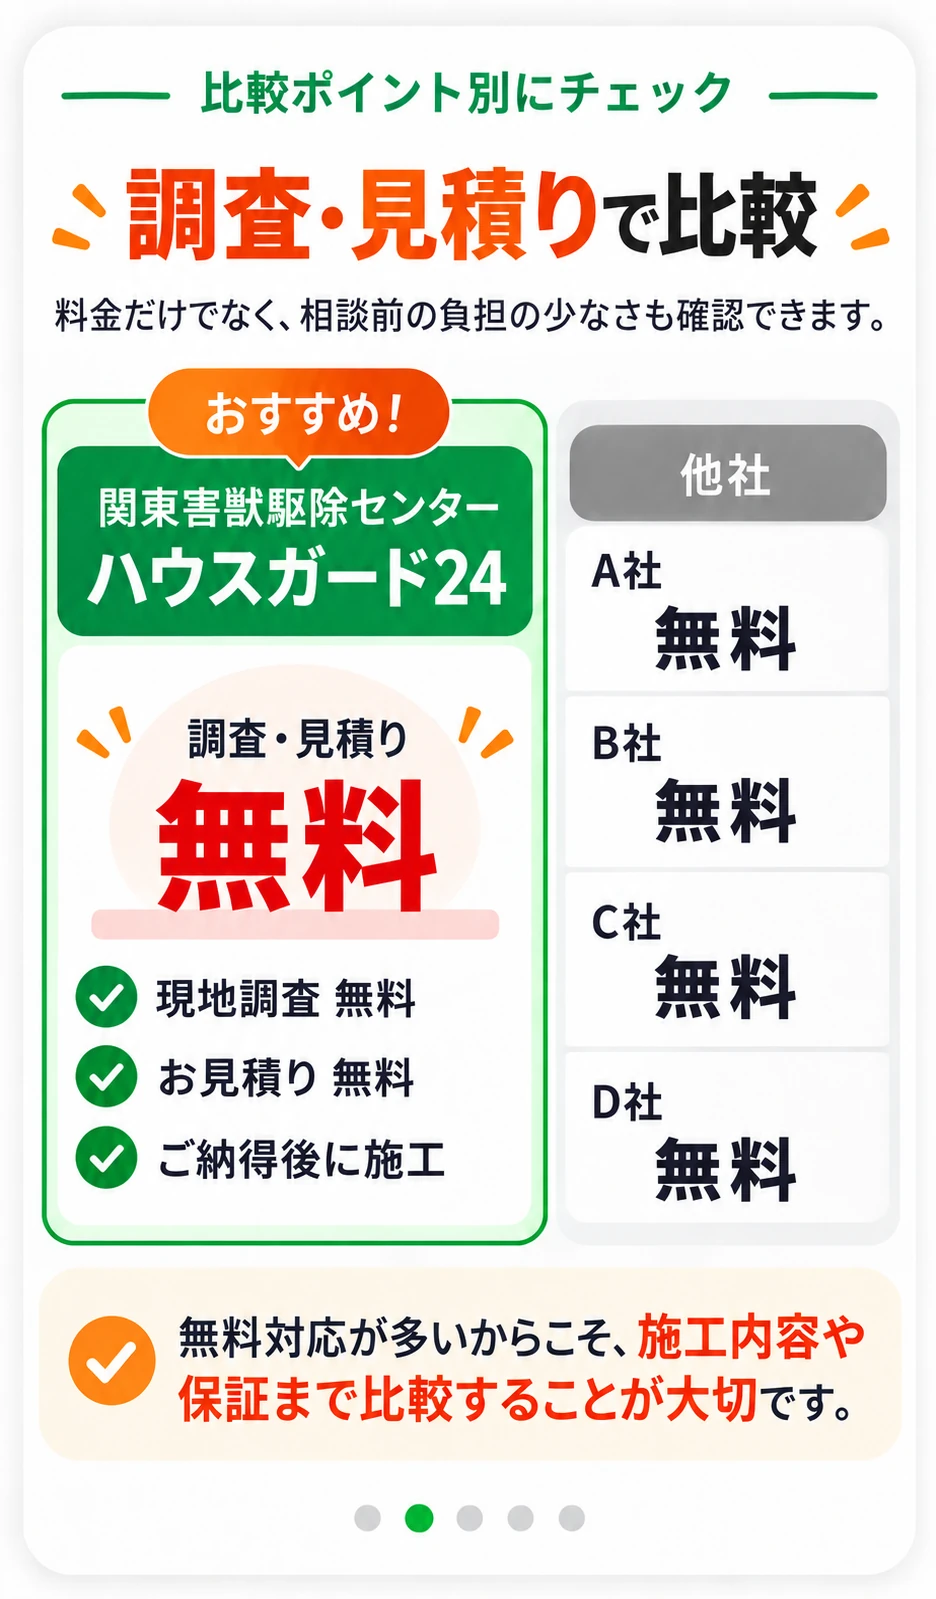 比較ポイント別にチェック
調査・見積りで比較
料金だけでなく、相談前の負担の少なさも確認できます。
おすすめ!
関東害獣駆除センター
ハウスガード24
調査・見積り
無料
現地調査 無料
お見積り 無料
ご納得後に施工
他社
A社
無料
B社
無料
C社
無料
D社
無料
無料対応が多いからこそ、施工内容や
保証まで比較することが大切です。